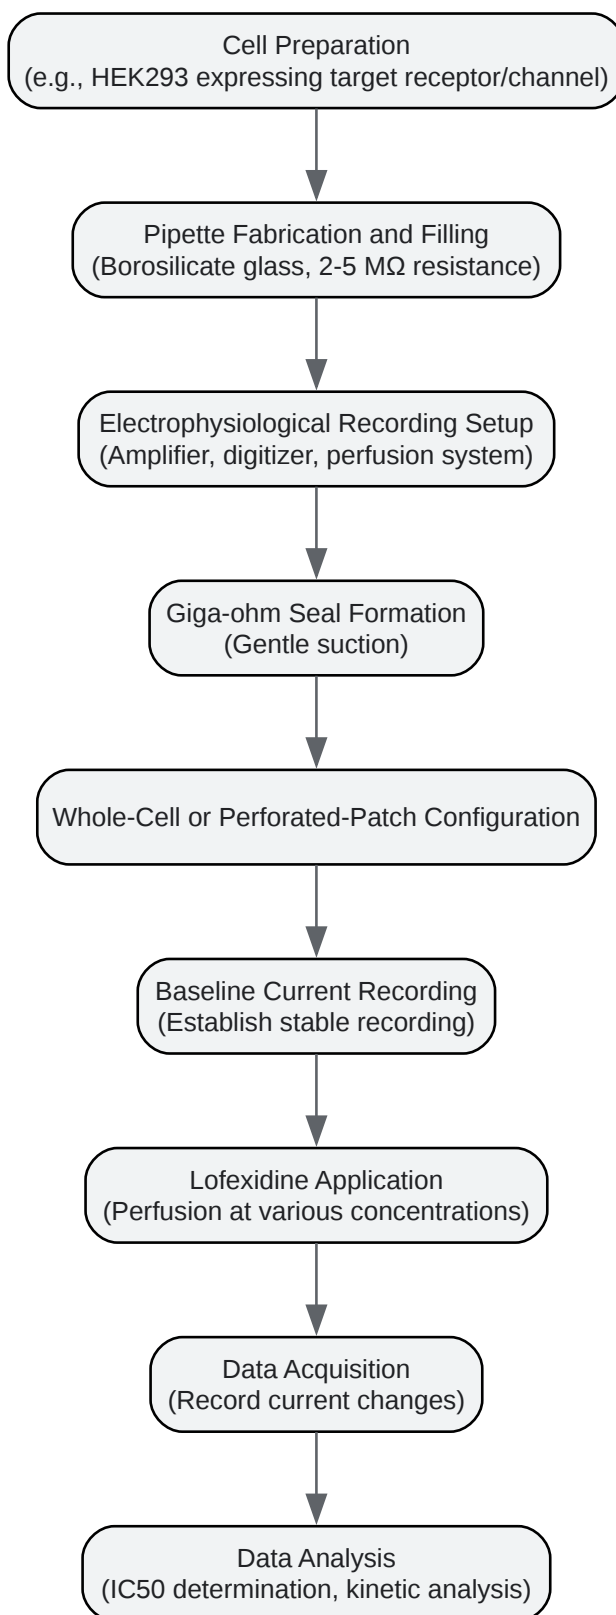 Cell Preparation
(e.g., HEK293 expressing target receptor/channel)
Pipette Fabrication and Filling
(Borosilicate glass, 2-5 MΩ resistance)
Electrophysiological Recording Setup
(Amplifier, digitizer, perfusion system)
Giga-ohm Seal Formation
(Gentle suction)
Whole-Cell or Perforated-Patch Configuration
Baseline Current Recording
(Establish stable recording)
Lofexidine Application
(Perfusion at various concentrations)
Data Acquisition
(Record current changes)
Data Analysis
(IC50 determination, kinetic analysis)